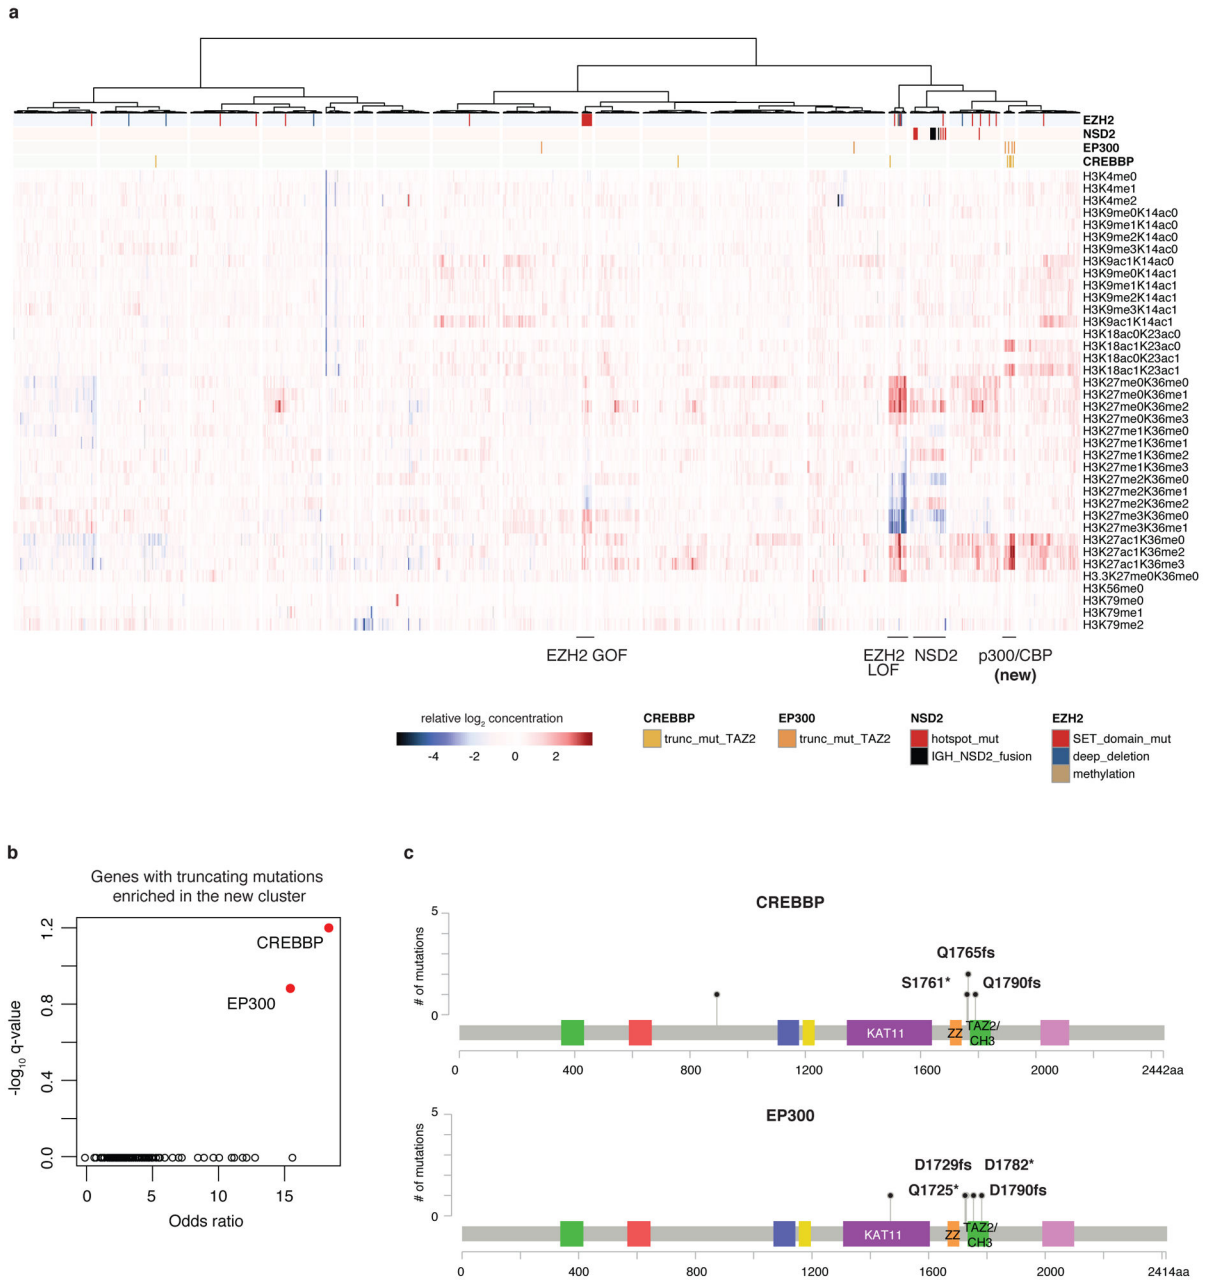 a
EZH2
NSD2
EP300
CREBBP
H3K4me0
H3K4me1
H3K4me2
H3K9me0K14ac0
H3K9me1K14ac0
H3K9me2K14ac0
H3K9me3K14ac0
H3K9ac1K14ac0
H3K9me0K14ac1
H3K9me1K14ac1
H3K9me2K14ac1
H3K9me3K14ac1
H3K9ac1K14ac1
H3K18ac0K23ac0
H3K18ac1K23ac0
H3K18ac0K23ac1
H3K18ac1K23ac1
H3K27me0K36me0
H3K27me0K36me1
H3K27me0K36me2
H3K27me0K36me3
H3K27me1K36me0
H3K27me1K36me1
H3K27me1K36me2
H3K27me1K36me3
H3K27me2K36me0
H3K27me2K36me1
H3K27me2K36me2
H3K27me3K36me0
H3K27me3K36me1
H3K27ac1K36me0
H3K27ac1K36me2
H3K27ac1K36me3
H3.3K27me0K36me0
H3K56me0
H3K79me0
H3K79me1
H3K79me2
EZH2 GOF EZH2 LOF NSD2 p300/CBP (new)
relative log2 concentration
-4 -2 0 2
CREBBP
trunc_mut_TAZ2
EP300
trunc_mut_TAZ2
NSD2
hotspot_mut
IGH_NSD2_fusion
EZH2
SET_domain_mut
deep_deletion
methylation
b
Genes with truncating mutations
enriched in the new cluster
-log10 q-value
1.2
0.8
0.4
0.0
CREBBP
EP300
0 5 10 15
Odds ratio
c
CREBBP
# of mutations
5
0
Q1765fs
S1761* Q1790fs
KAT11 ZZ TAZ2/
CH3
0 400 800 1200 1600 2000 2442aa
EP300
# of mutations
5
0
D1729fs D1782*
Q1725* D1790fs
KAT11 ZZ TAZ2/
CH3
0 400 800 1200 1600 2000 2414aa